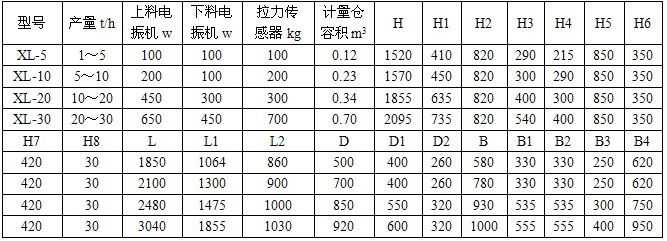 型号 产量 t/h 上料电振机 w 下料电振机 w 拉力传感器 kg 计量仓容积 m³ H H1 H2 H3 H4 H5 H6
XL-5 1～5 100 100 100 0.12 1520 410 820 290 215 850 350
XL-10 5～10 200 100 200 0.23 1570 450 820 300 290 850 350
XL-20 10～20 450 300 300 0.34 1855 635 820 400 300 850 350
XL-30 20～30 650 450 700 0.70 2095 735 820 540 400 850 350
H7 H8 L L1 L2 D D1 D2 B B1 B2 B3 B4
420 30 1850 1064 860 500 400 260 580 330 330 250 620
420 30 2100 1300 900 700 400 260 780 330 330 250 620
420 30 2480 1475 1000 850 550 320 930 535 535 300 750
420 30 3040 1855 1030 920 600 320 1000 555 555 400 950